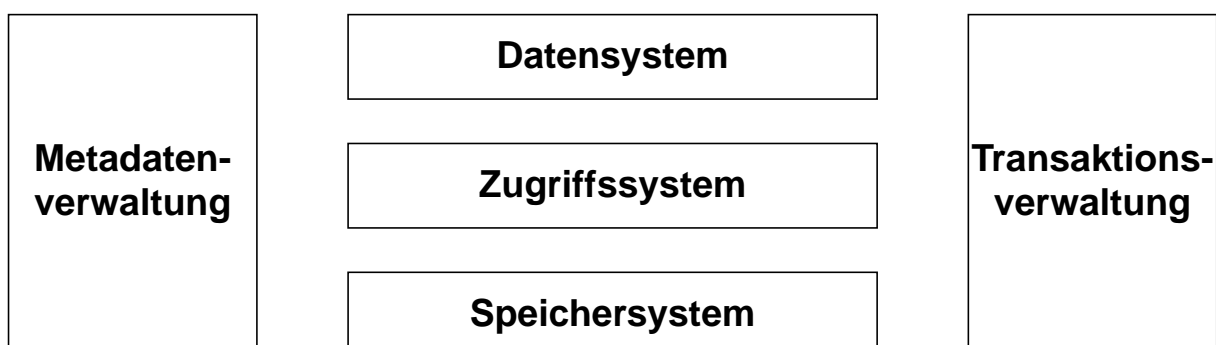 Datensystem
Metadaten-
verwaltung
Zugriffssystem
Transaktions-
verwaltung
Speichersystem